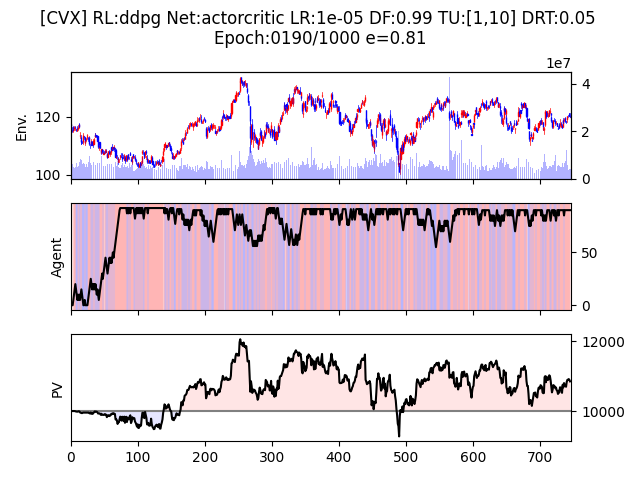 [CVX] RL:ddpg Net:actorcritic LR:1e-05 DF:0.99 TU:[1,10] DRT:0.05
Epoch:0190/1000 e=0.81
1e7
Env.
120
100
4
2
0
Agent
50
0
PV
12000
10000
0
100
200
300
400
500
600
700